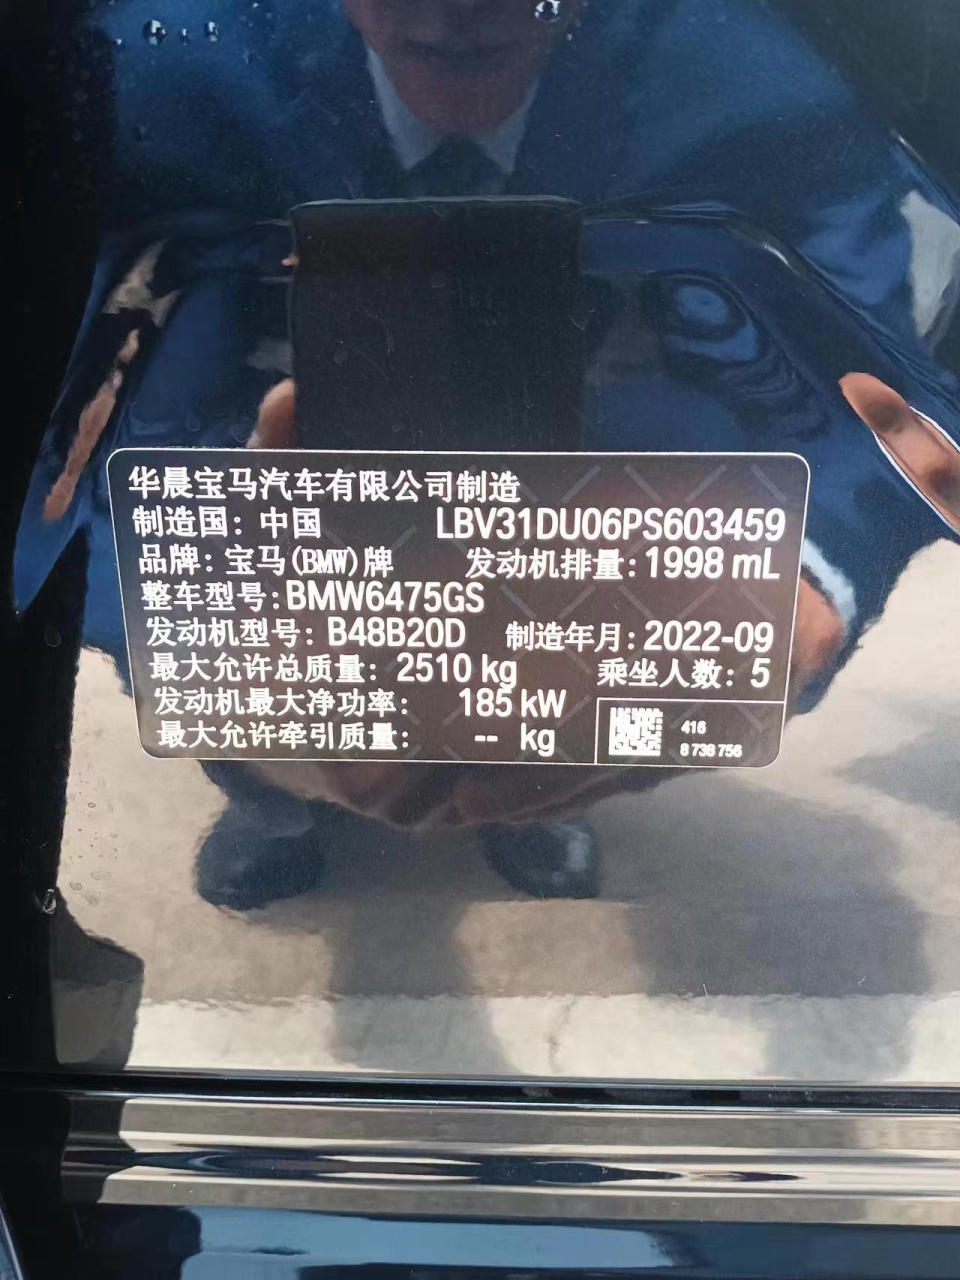 华晨宝马汽车有限公司制造
制造国：中国 LBV31DU06PS603459
品牌：宝马(BMW)牌 发动机排量：1998 mL
整车型号：BMW6475GS
发动机型号：B48B20D 制造年月：2022-09
最大允许总质量：2510 kg 乘坐人数：5
发动机最大净功率： 185 kW
最大允许牵引质量： -- kg
416
8 738 756